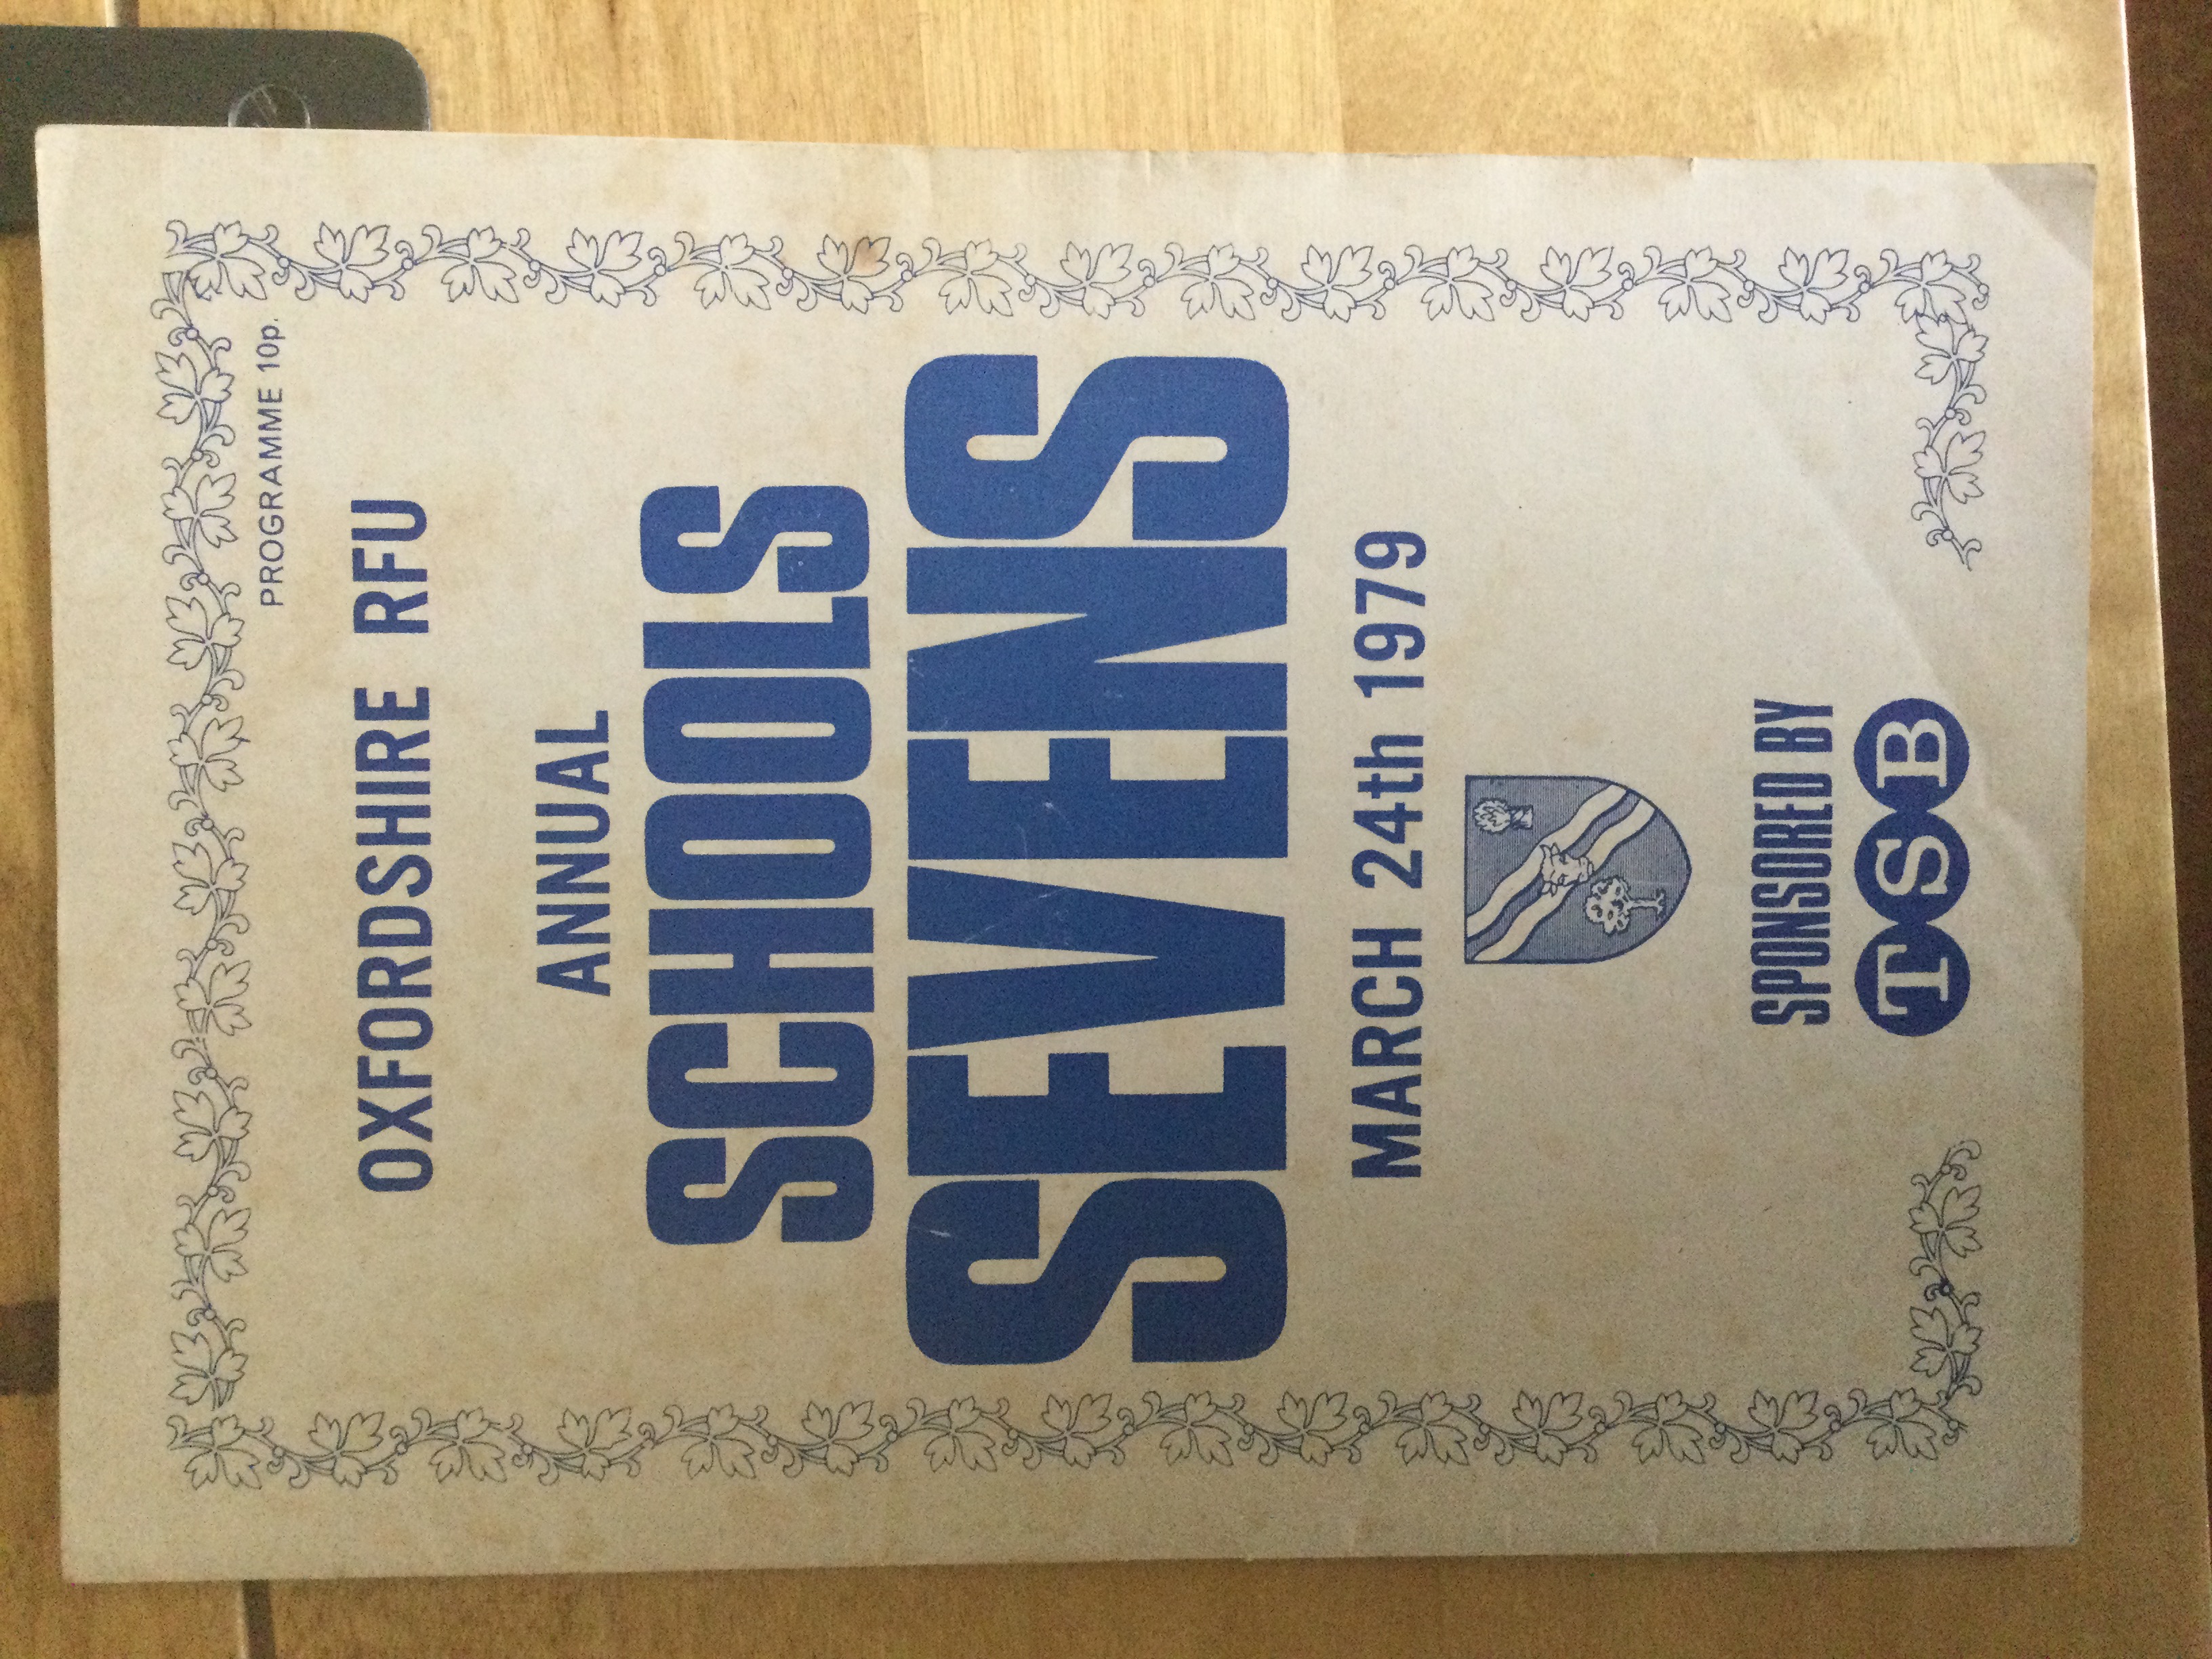 PROGRAMME 10p.
OXFORDSHIRE RFU
ANNUAL
SCHOOLS
SEVENS
MARCH 24th 1979
SPONSORED BY
TSB